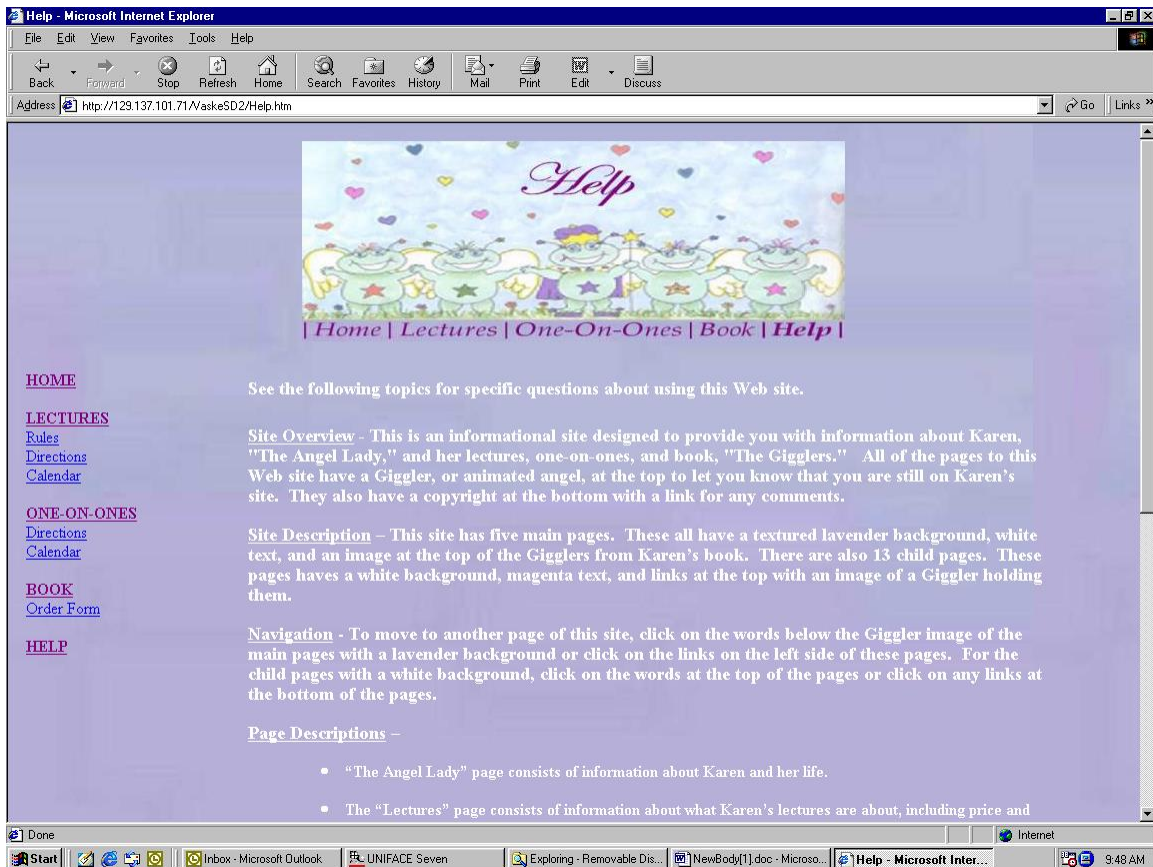 Help - Microsoft Internet Explorer
File Edit View Favorites Tools Help
Back Forward Stop Refresh Home Search Favorites History Mail Print Edit Discuss
Address http://129.137.101.71/VaskeSD2/Help.htm Go Links »
Help
| Home | Lectures | One-On-Ones | Book | Help |
HOME
LECTURES
Rules
Directions
Calendar
ONE-ON-ONES
Directions
Calendar
BOOK
Order Form
HELP
See the following topics for specific questions about using this Web site.
Site Overview - This is an informational site designed to provide you with information about Karen,
"The Angel Lady," and her lectures, one-on-ones, and book, "The Gigglers." All of the pages to this
Web site have a Giggler, or animated angel, at the top to let you know that you are still on Karen's
site. They also have a copyright at the bottom with a link for any comments.
Site Description – This site has five main pages. These all have a textured lavender background, white
text, and an image at the top of the Gigglers from Karen's book. There are also 13 child pages. These
pages haves a white background, magenta text, and links at the top with an image of a Giggler holding
them.
Navigation - To move to another page of this site, click on the words below the Giggler image of the
main pages with a lavender background or click on the links on the left side of these pages. For the
child pages with a white background, click on the words at the top of the pages or click on any links at
the bottom of the pages.
Page Descriptions –
• “The Angel Lady” page consists of information about Karen and her life.
• The “Lectures” page consists of information about what Karen’s lectures are about, including price and
Done Internet
Start Inbox - Microsoft Outlook UNIFACE Seven Exploring - Removable Dis... NewBody[1].doc - Microso... Help - Microsoft Inter... 9:48 AM